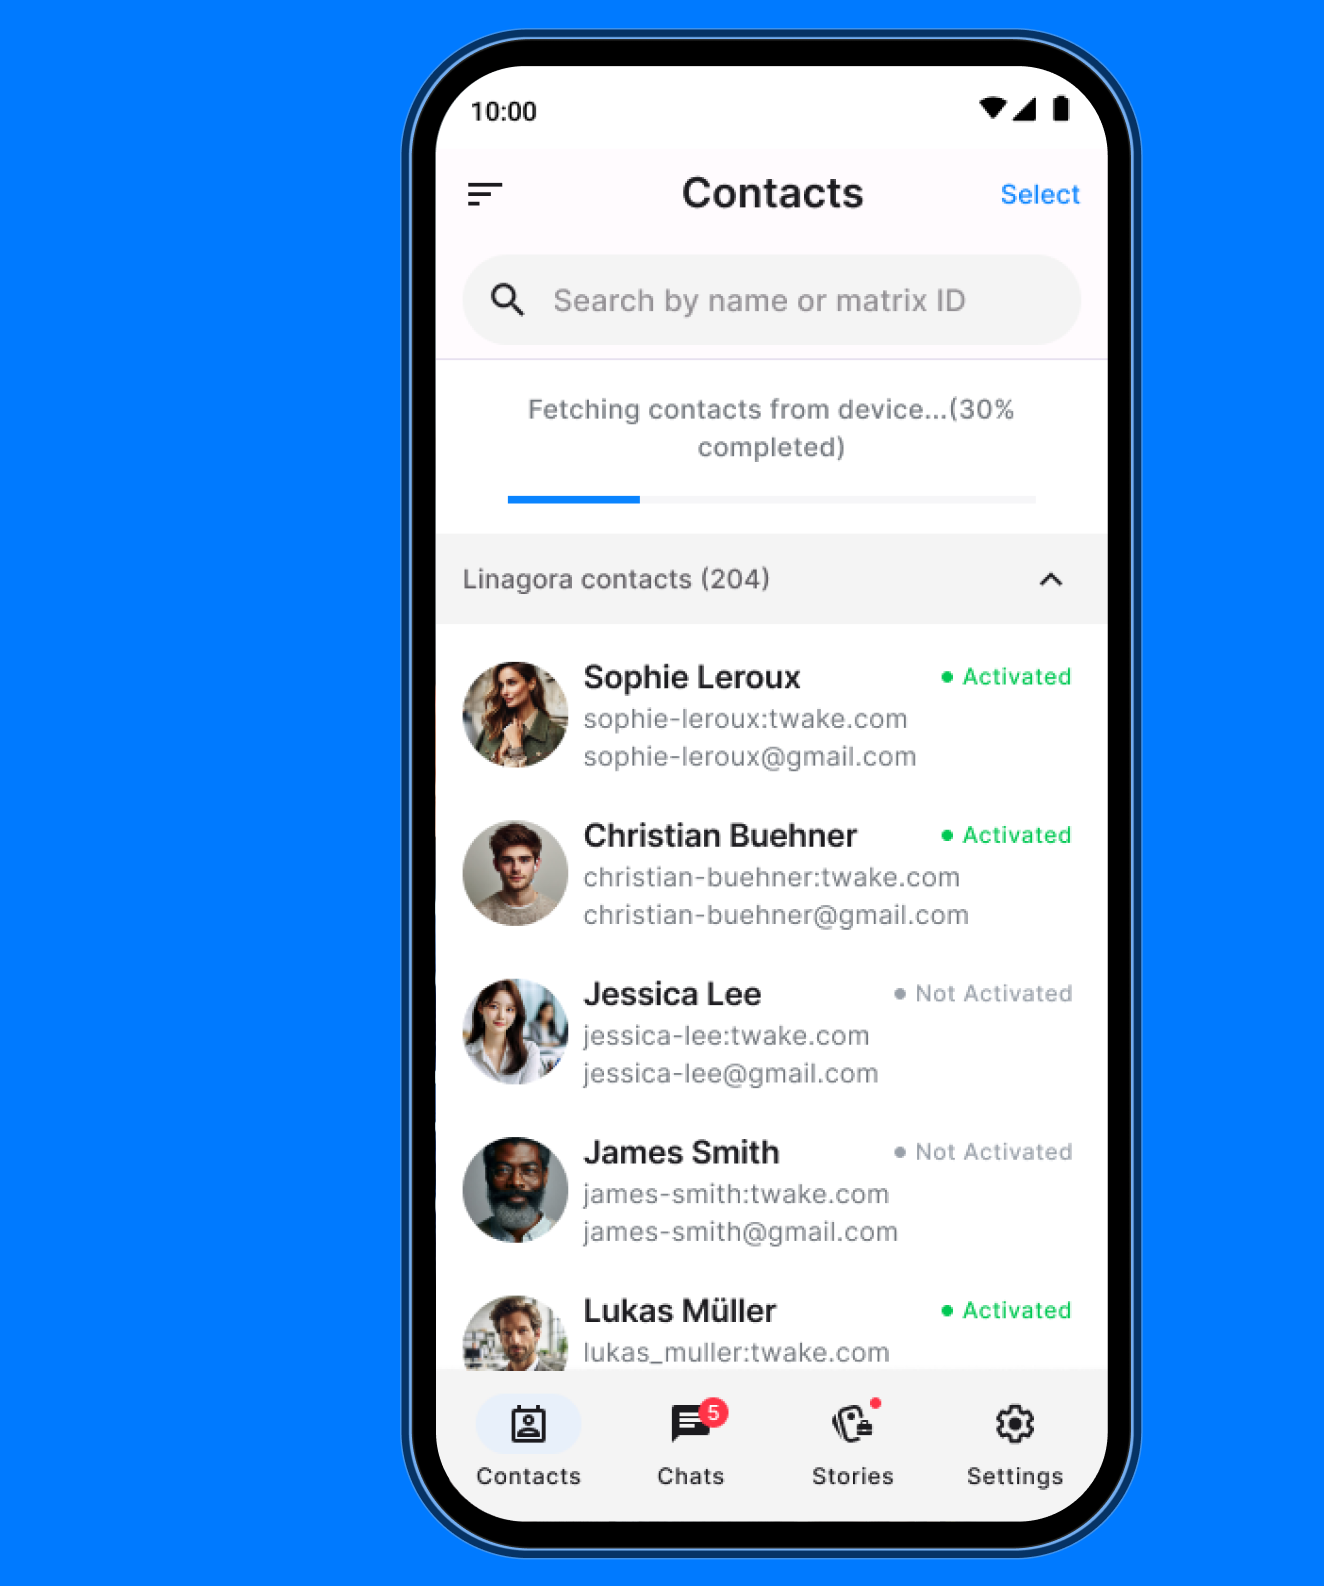 10:00
Contacts
Select
Search by name or matrix ID
Fetching contacts from device...(30%
completed)
Linagora contacts (204)
Sophie Leroux
Activated
sophie-leroux:twake.com
sophie-leroux@gmail.com
Christian Buehner
Activated
christian-buehner:twake.com
christian-buehner@gmail.com
Jessica Lee
Not Activated
jessica-lee:twake.com
jessica-lee@gmail.com
James Smith
Not Activated
james-smith:twake.com
james-smith@gmail.com
Lukas Müller
Activated
lukas_muller:twake.com
5
Contacts
Chats
Stories
Settings